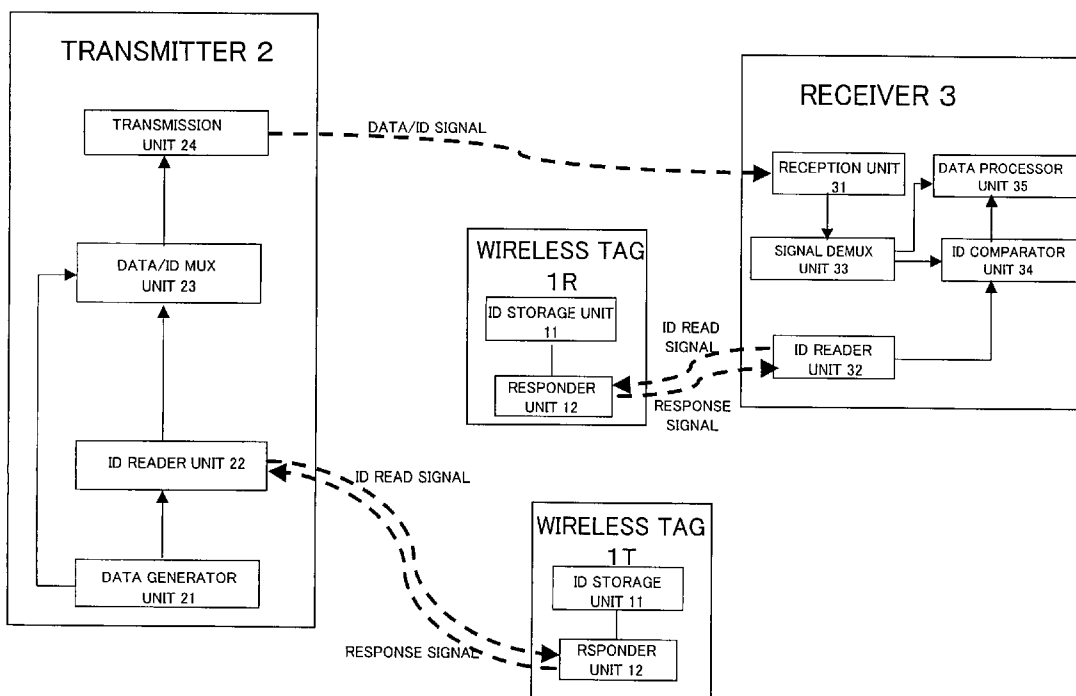 TRANSMITTER 2
TRANSMISSION
UNIT 24
DATA/ID MUX
UNIT 23
ID READER UNIT 22
DATA GENERATOR
UNIT 21
DATA/ID SIGNAL
ID READ SIGNAL
RESPONSE SIGNAL
WIRELESS TAG
1R
ID STORAGE UNIT
11
RESPONDER
UNIT 12
ID READ
SIGNAL
RESPONSE
SIGNAL
WIRELESS TAG
1T
ID STORAGE
UNIT 11
RSPONDER
UNIT 12
RECEIVER 3
RECEPTION UNIT
31
DATA PROCESSOR
UNIT 35
SIGNAL DEMUX
UNIT 33
ID COMPARATOR
UNIT 34
ID READER
UNIT 32